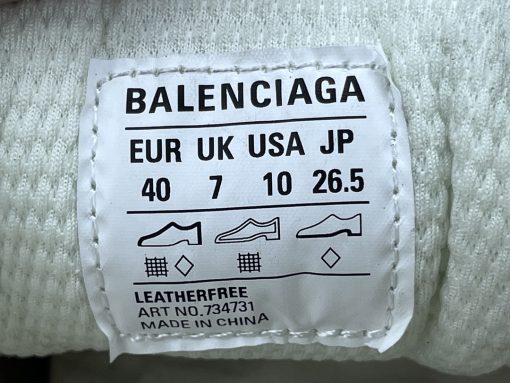 BALENCIAGA
EUR UK USA JP
40 7 10 26.5
LEATHERFREE
ART NO.734731
MADE IN CHINA